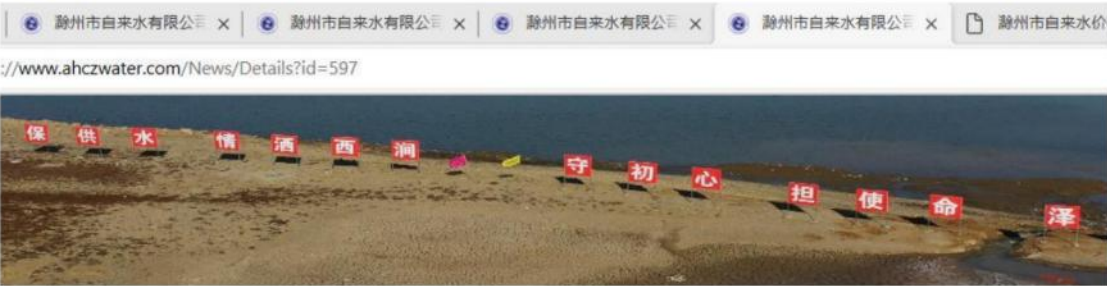 滁州市自来水有限公司 滁州市自来水有限公司 滁州市自来水有限公司 滁州市自来水有限公司 滁州市自来水价
://www.ahczwater.com/News/Details?id=597
保供水 情洒西涧 守初心 担使命 泽